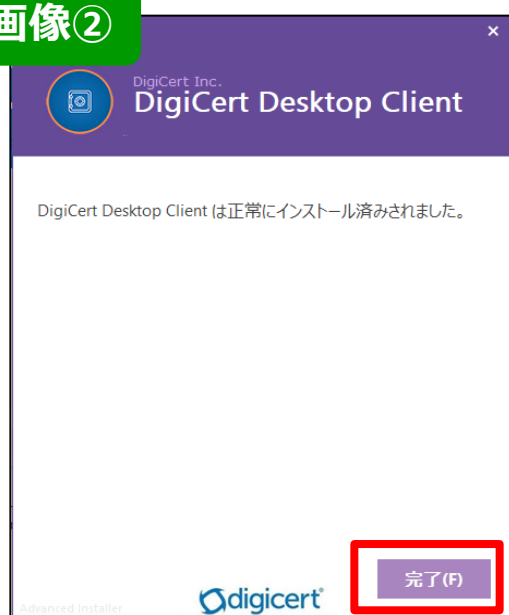 画像②
×
DigiCert Inc.
DigiCert Desktop Client
DigiCert Desktop Client は正常にインストール済みされました。
完了(F)
Advanced Installer
digicert®